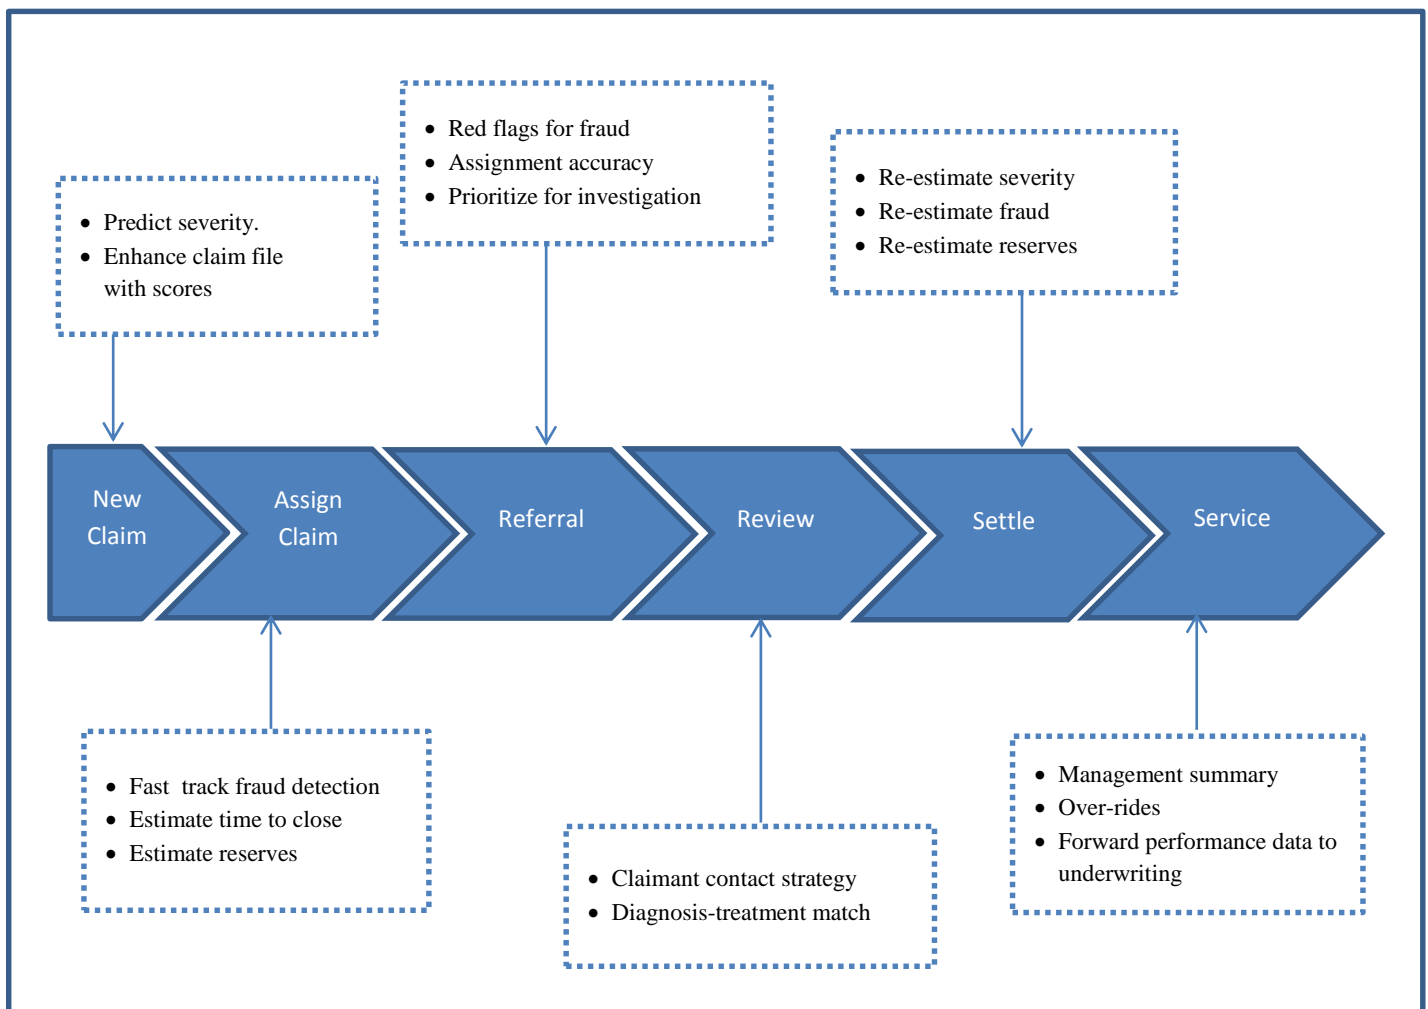 • Red flags for fraud
• Assignment accuracy
• Prioritize for investigation
• Re-estimate severity
• Re-estimate fraud
• Re-estimate reserves
• Predict severity.
• Enhance claim file
with scores
New
Claim
Assign
Claim
Referral
Review
Settle
Service
• Fast track fraud detection
• Estimate time to close
• Estimate reserves
• Claimant contact strategy
• Diagnosis-treatment match
• Management summary
• Over-rides
• Forward performance data to
underwriting